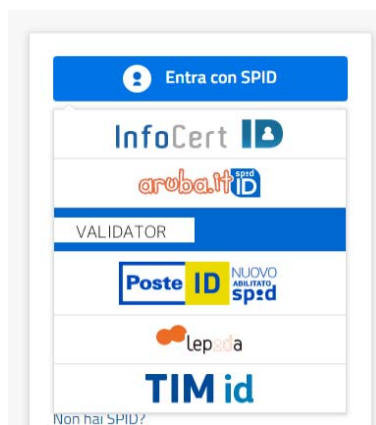 Entra con SPID
InfoCert ID
aruba.it spid ID
VALIDATOR
Poste ID NUOVO
ABILITATO
spid
lepida
TIM id
Non hai SPID?